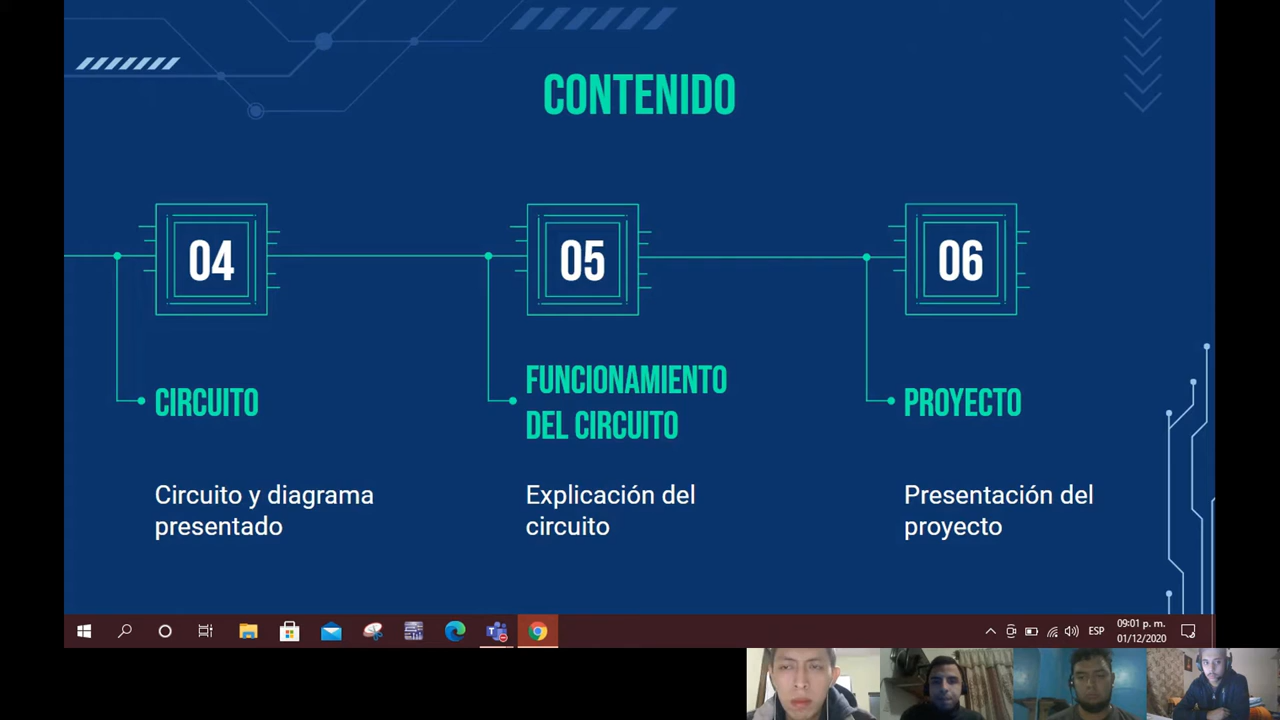 CONTENIDO
04
05
06
CIRCUITO
FUNCIONAMIENTO
DEL CIRCUITO
PROYECTO
Circuito y diagrama
presentado
Explicación del
circuito
Presentación del
proyecto
ESP
09:01 p. m.
01/12/2020